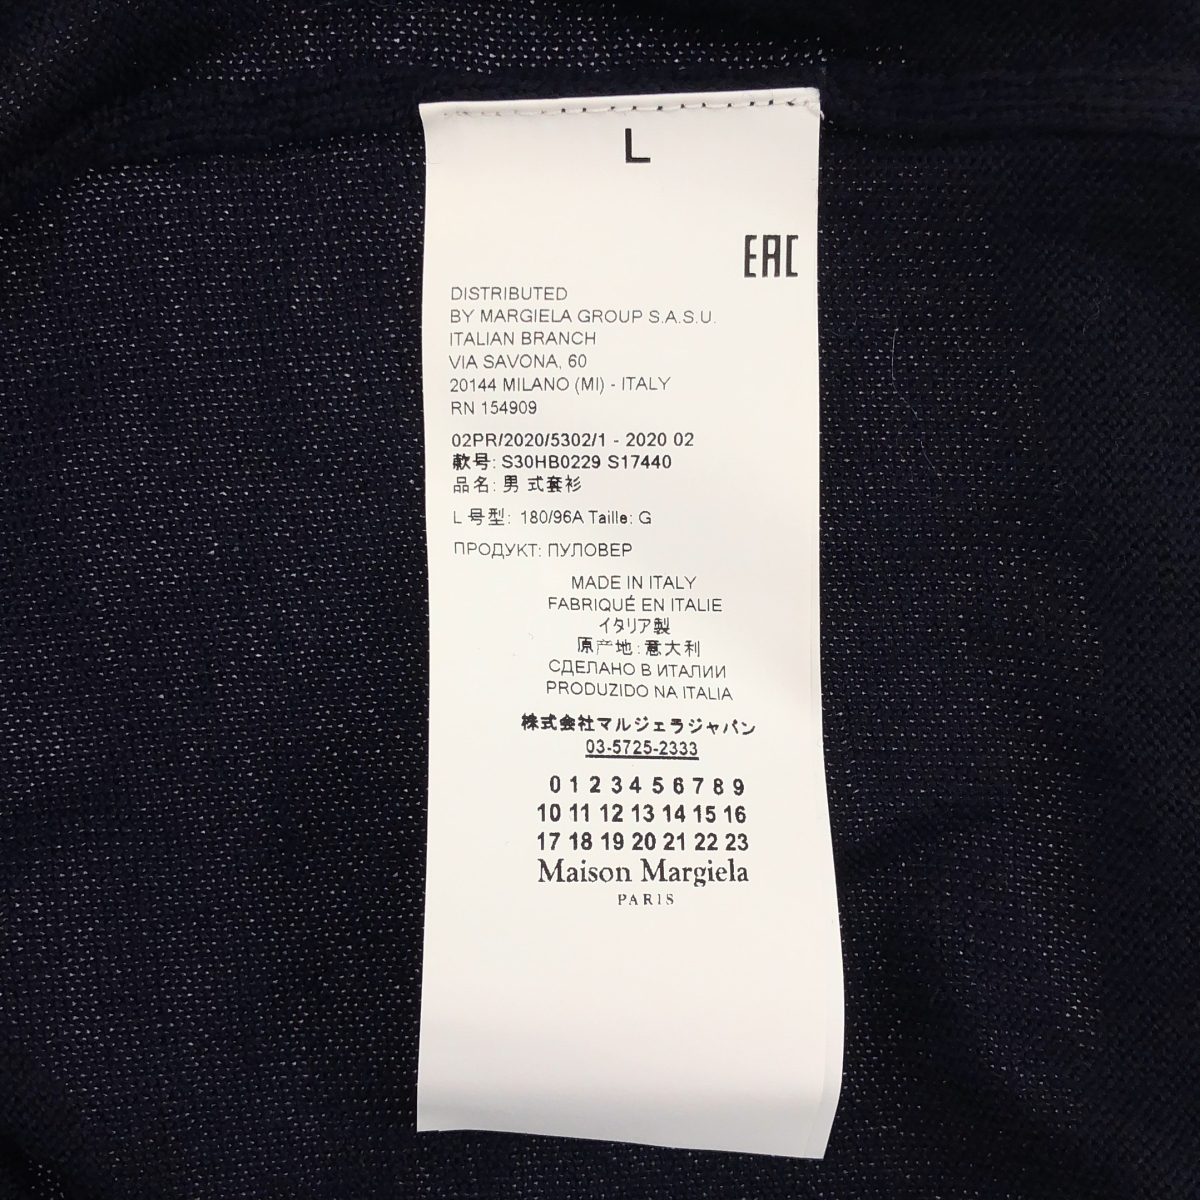 L
EAC
DISTRIBUTED
BY MARGIELA GROUP S.A.S.U.
ITALIAN BRANCH
VIA SAVONA, 60
20144 MILANO (MI) - ITALY
RN 154909
02PR/2020/5302/1 - 2020 02
款号: S30HB0229 S17440
品名: 男 式套衫
L 号型: 180/96A Taille: G
ПРОДУКТ: ПУЛОВЕР
MADE IN ITALY
FABRIQUÉ EN ITALIE
イタリア製
原产地:意大利
СДЕЛАНО В ИТАЛИИ
PRODUZIDO NA ITALIA
株式会社マルジェラジャパン
03-5725-2333
0 1 2 3 4 5 6 7 8 9
10 11 12 13 14 15 16
17 18 19 20 21 22 23
Maison Margiela
PARIS